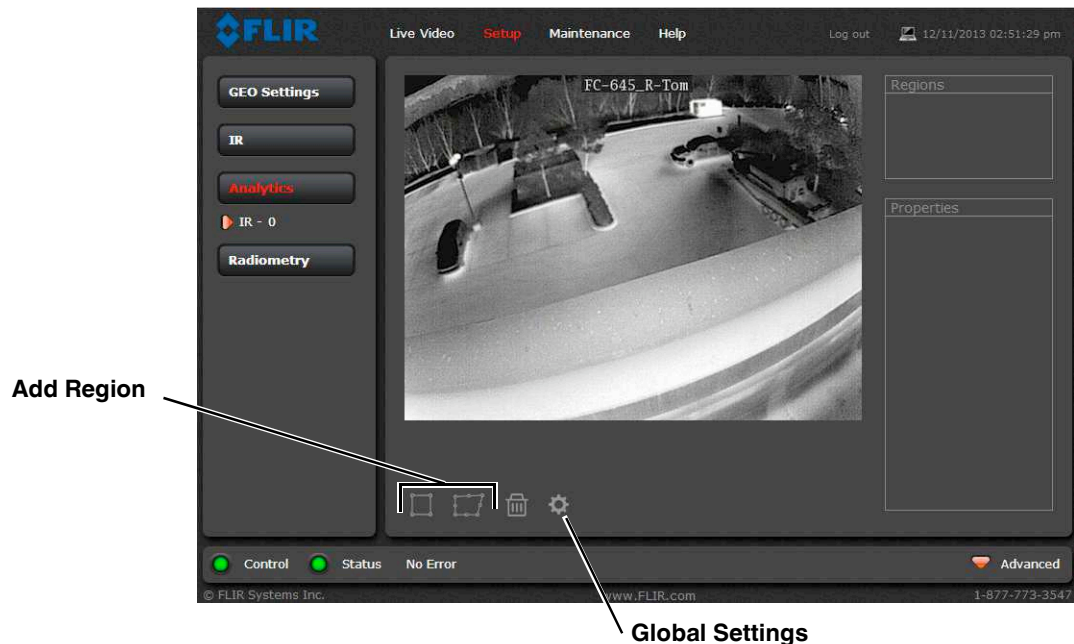 FLIR
Live Video Setup Maintenance Help Log out 12/11/2013 02:51:29 pm
GEO Settings
IR
Analytics
IR - 0
Radiometry
FC-645_R-Tom
Regions
Properties
Add Region
Control Status No Error Advanced
© FLIR Systems Inc. www.FLIR.com 1-877-773-3547
Global Settings